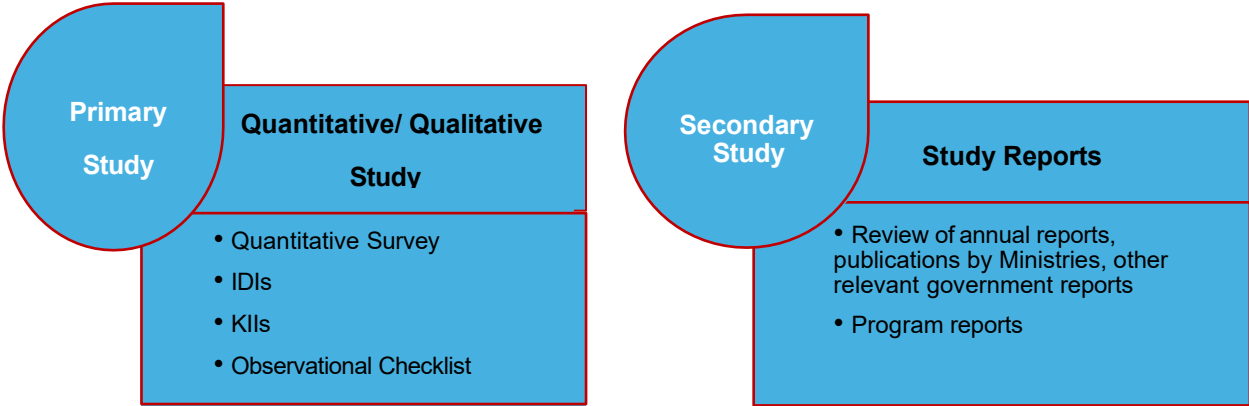 Primary
Study
Quantitative/ Qualitative
Study
• Quantitative Survey
• IDIs
• KIIs
• Observational Checklist
Secondary
Study
Study Reports
• Review of annual reports,
publications by Ministries, other
relevant government reports
• Program reports